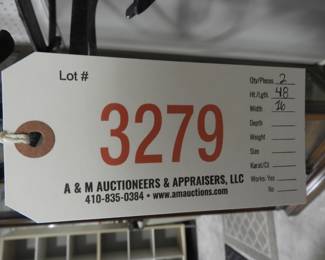 Lot #
3279
A & M AUCTIONEERS & APPRAISERS, LLC
410-835-0384 • www.amauctions.com
Qty/Pieces 2
Ht./Lgth. 48
Width 16
Depth
Weight
Size
Karat/Ct
Works: Yes
No